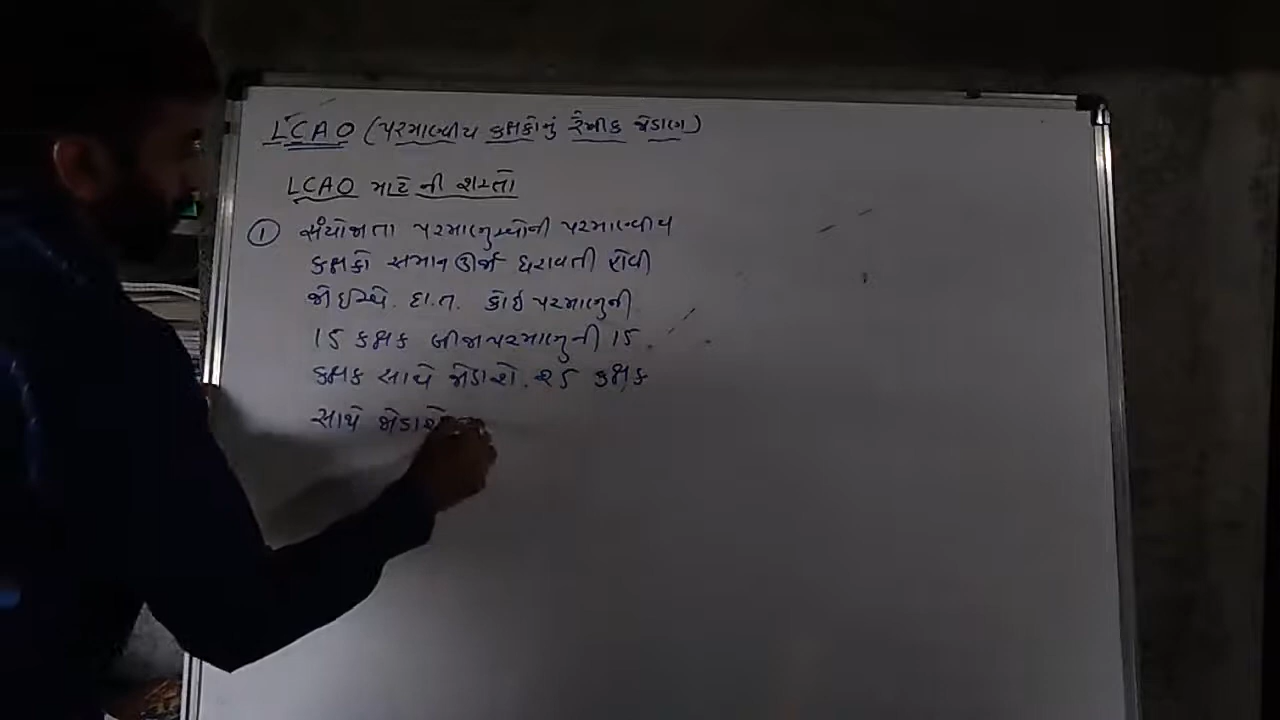 LCAO (પરમાણ્વીય કક્ષકોનું રૈખીક જોડાણ)
LCAO માટે ની શરતો
① સંયોજાતા પરમાણુઓની પરમાણ્વીય
કક્ષકો સમાન ઊર્જા ધરાવતી હોવી
જોઈએ. દા.ત. કોઈ પરમાણુની
1s કક્ષક બીજાપરમાણુની 1s
કક્ષક સાથે જોડાશે. 2s કક્ષક
સાથે જોડાશે